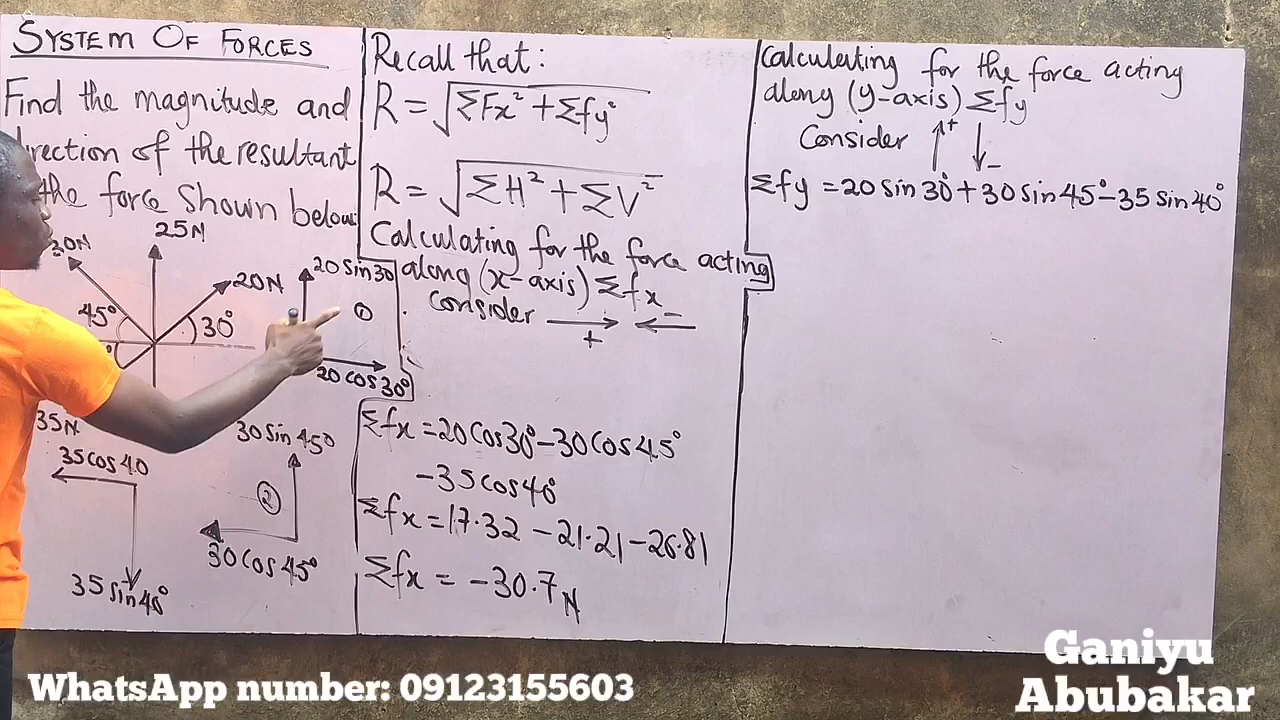 SYSTEM OF FORCES
Find the magnitude and
rection of the resultant
the force shown below
30N
25N
20N
45°
30°
35N
20 sin 30
①
20 cos 30°
35 cos 40
35 sin 40°
30 sin 45°
②
30 cos 45°
Recall that:
R = √ΣFx² + Σfy²
R = √ΣH² + ΣV²
Calculating for the force acting
along (x-axis) Σfx
Consider → + ← -
Σfx = 20 Cos 30° - 30 Cos 45°
- 35 cos 40°
Σfx = 17.32 - 21.21 - 26.81
Σfx = -30.7N
Calculating for the force acting
along (y-axis) Σfy
Consider ↑+ ↓-
Σfy = 20 sin 30° + 30 sin 45° - 35 sin 40°
WhatsApp number: 09123155603
Ganiyu
Abubakar